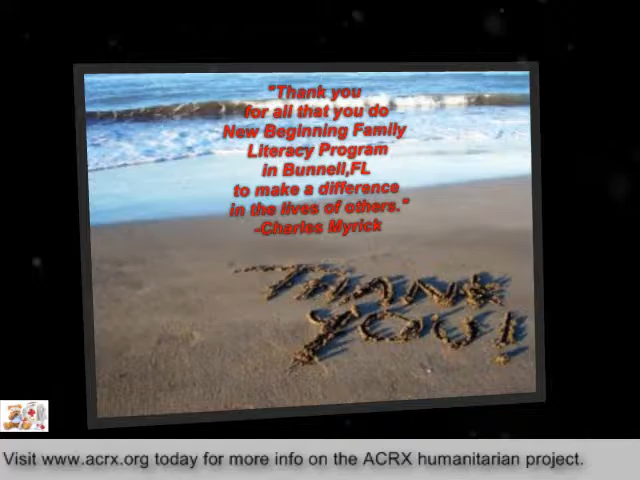 "Thank you
for all that you do
New Beginning Family
Literacy Program
in Bunnell,FL
to make a difference
in the lives of others."
-Charles Myrick
THANK
YOU!
Visit www.acrx.org today for more info on the ACRX humanitarian project.